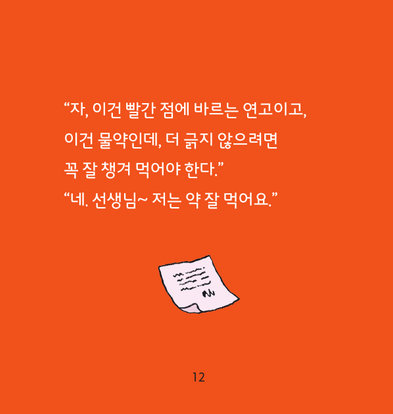 “자, 이건 빨간 점에 바르는 연고이고,
이건 물약인데, 더 긁지 않으려면
꼭 잘 챙겨 먹어야 한다.”
“네. 선생님~ 저는 약 잘 먹어요.”
12